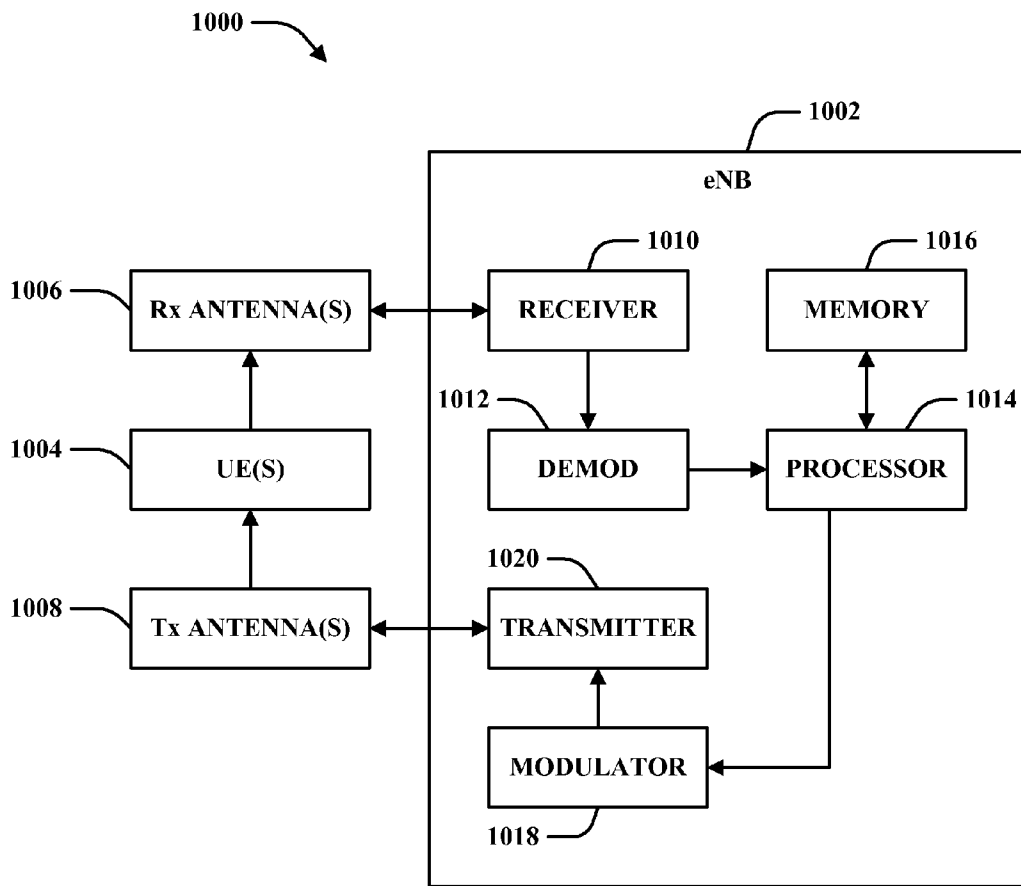 1000
1002
eNB
1010
1016
1006
Rx ANTENNA(S)
RECEIVER
MEMORY
1012
1014
1004
UE(S)
DEMOD
PROCESSOR
1020
1008
Tx ANTENNA(S)
TRANSMITTER
MODULATOR
1018